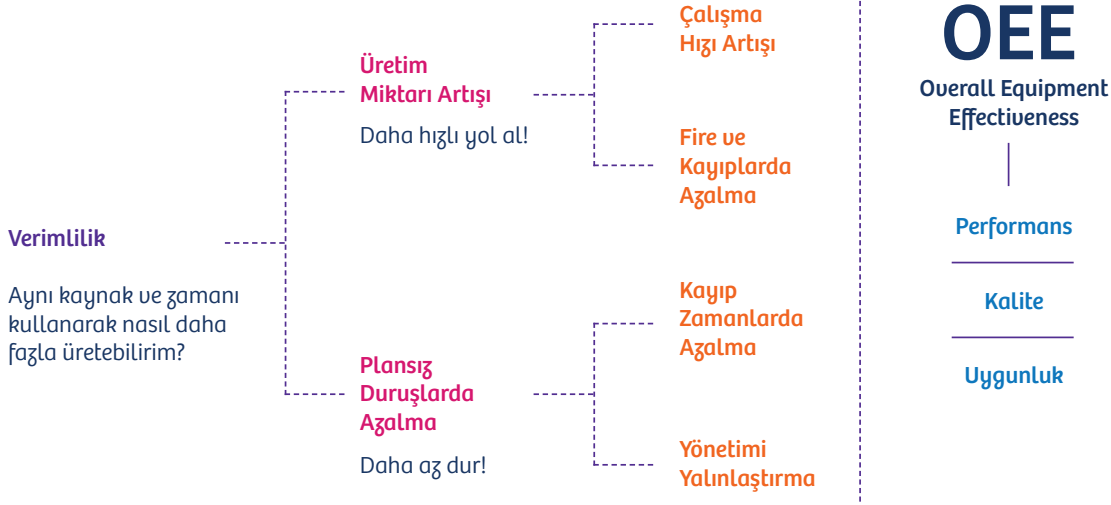 Verimlilik
Aynı kaynak ve zamanı
kullanarak nasıl daha
fazla üretebilirim?
Üretim
Miktarı Artışı
Daha hızlı yol al!
Plansız
Duruşlarda
Azalma
Daha az dur!
Çalışma
Hızı Artışı
Fire ve
Kayıplarda
Azalma
Kayıp
Zamanlarda
Azalma
Yönetimi
Yalınlaştırma
OEE
Overall Equipment
Effectiveness
Performans
Kalite
Uygunluk